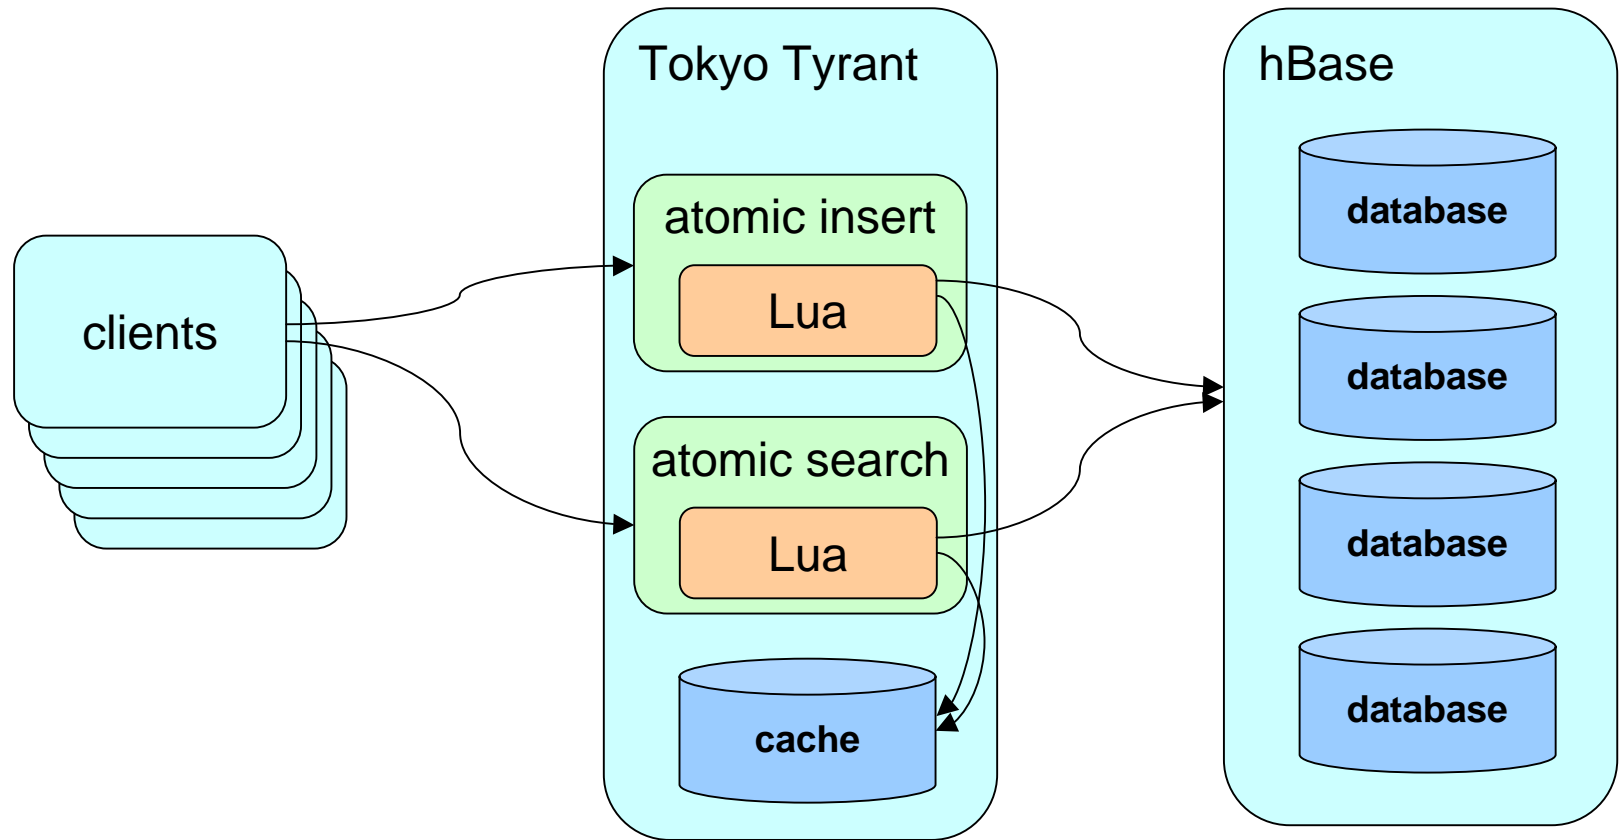 clients
Tokyo Tyrant
atomic insert
Lua
atomic search
Lua
cache
hBase
database
database
database
database